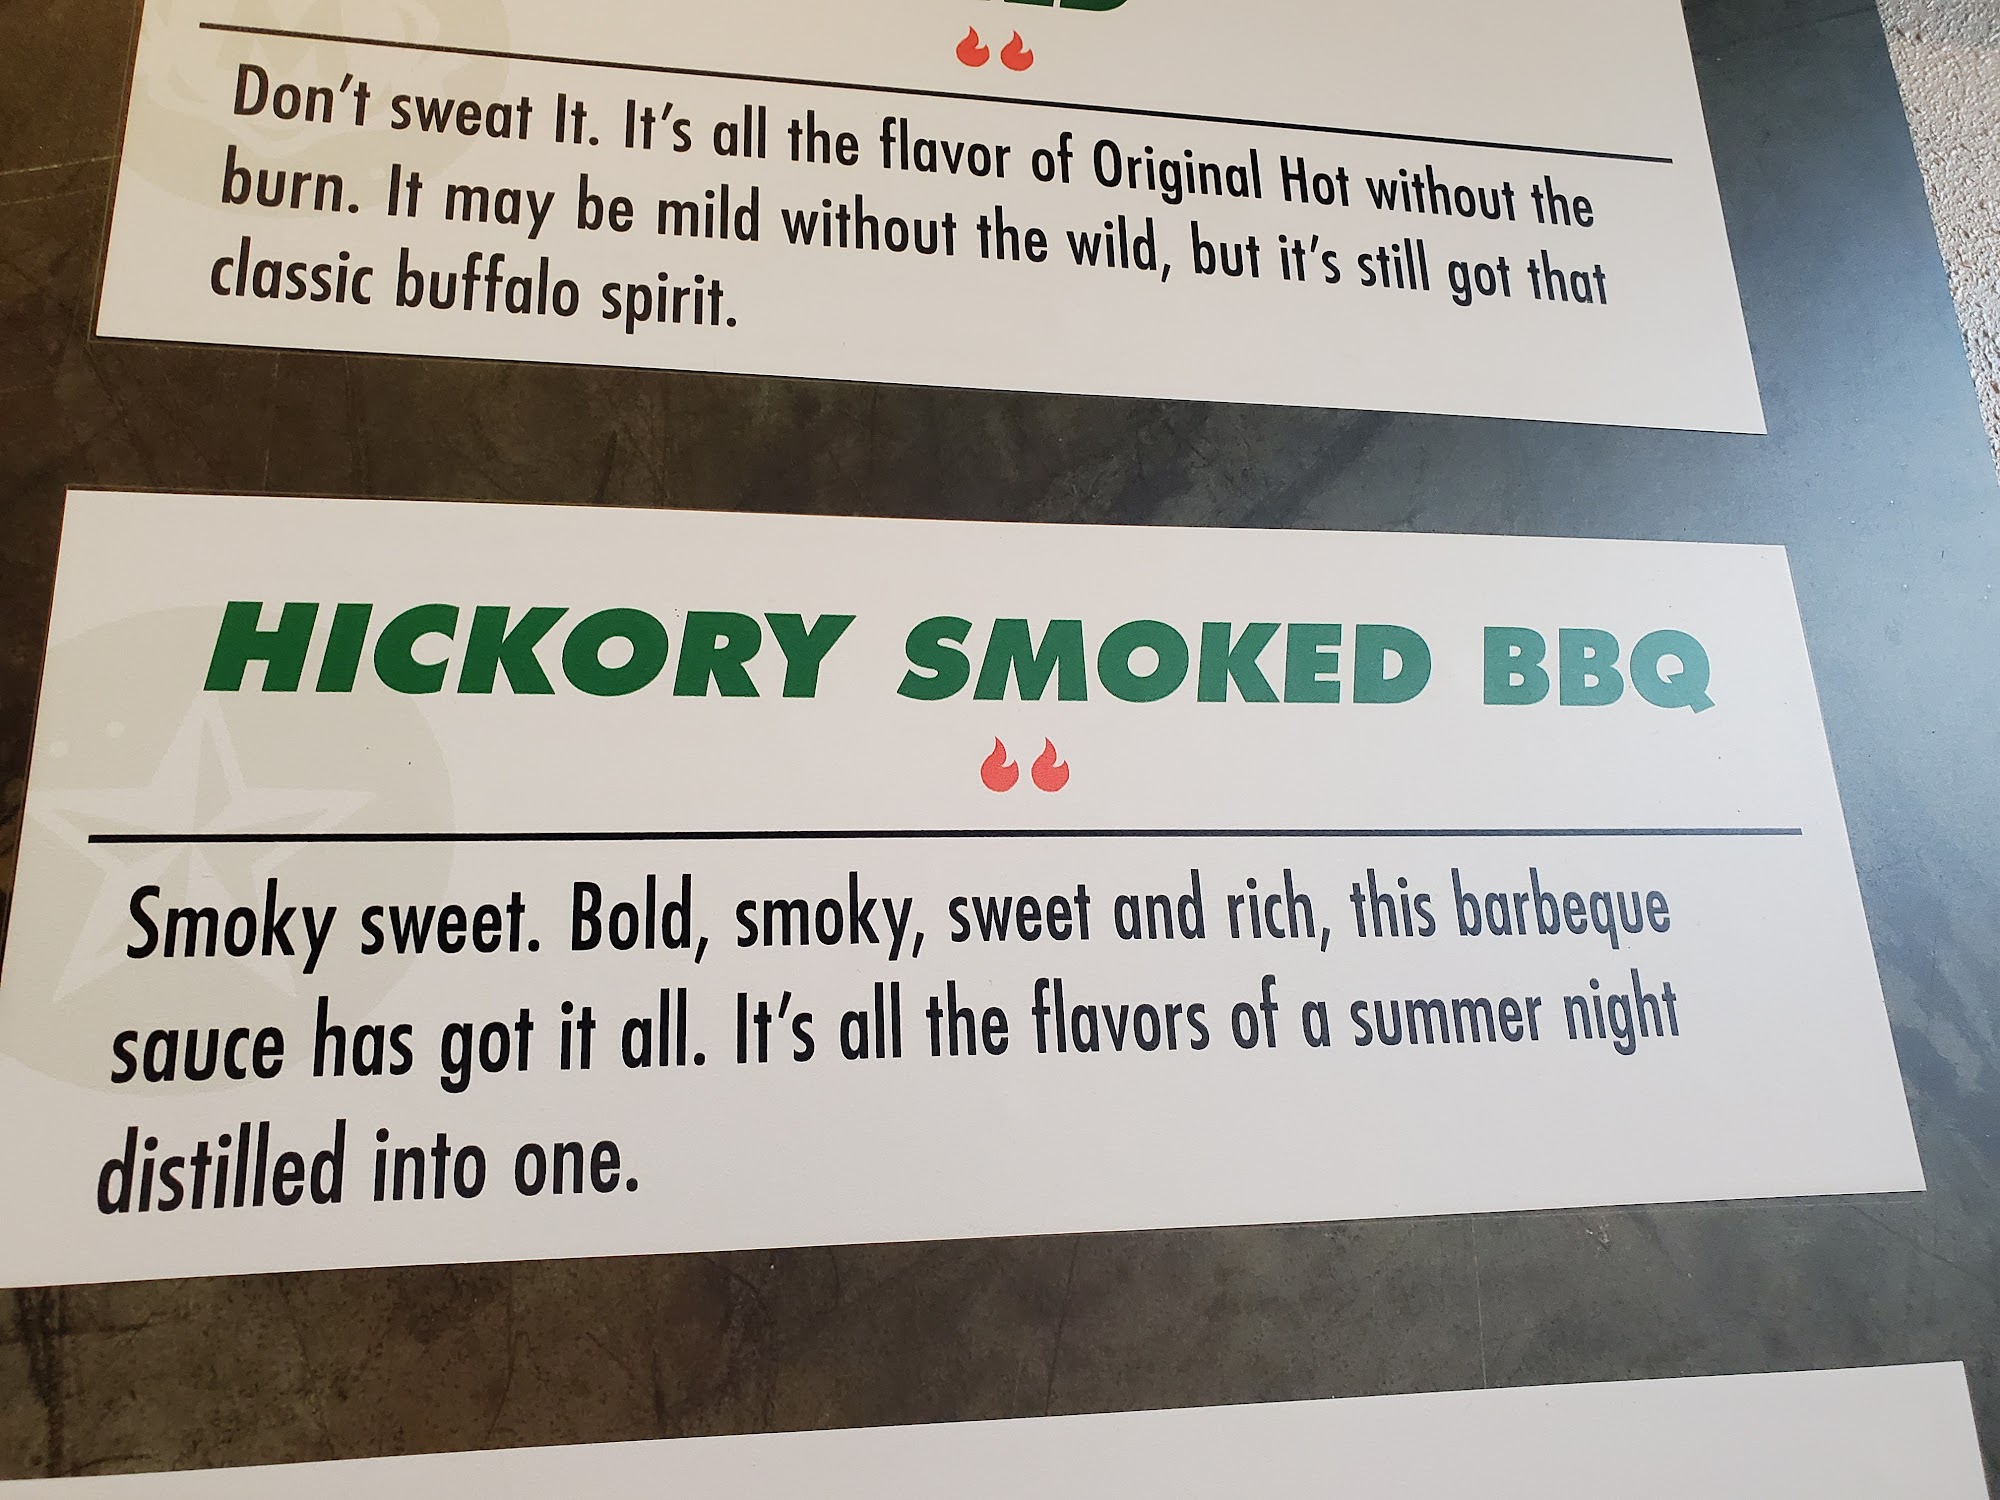 Don't sweat It. It's all the flavor of Original Hot without the
burn. It may be mild without the wild, but it's still got that
classic buffalo spirit.
HICKORY SMOKED BBQ
Smoky sweet. Bold, smoky, sweet and rich, this barbeque
sauce has got it all. It's all the flavors of a summer night
distilled into one.